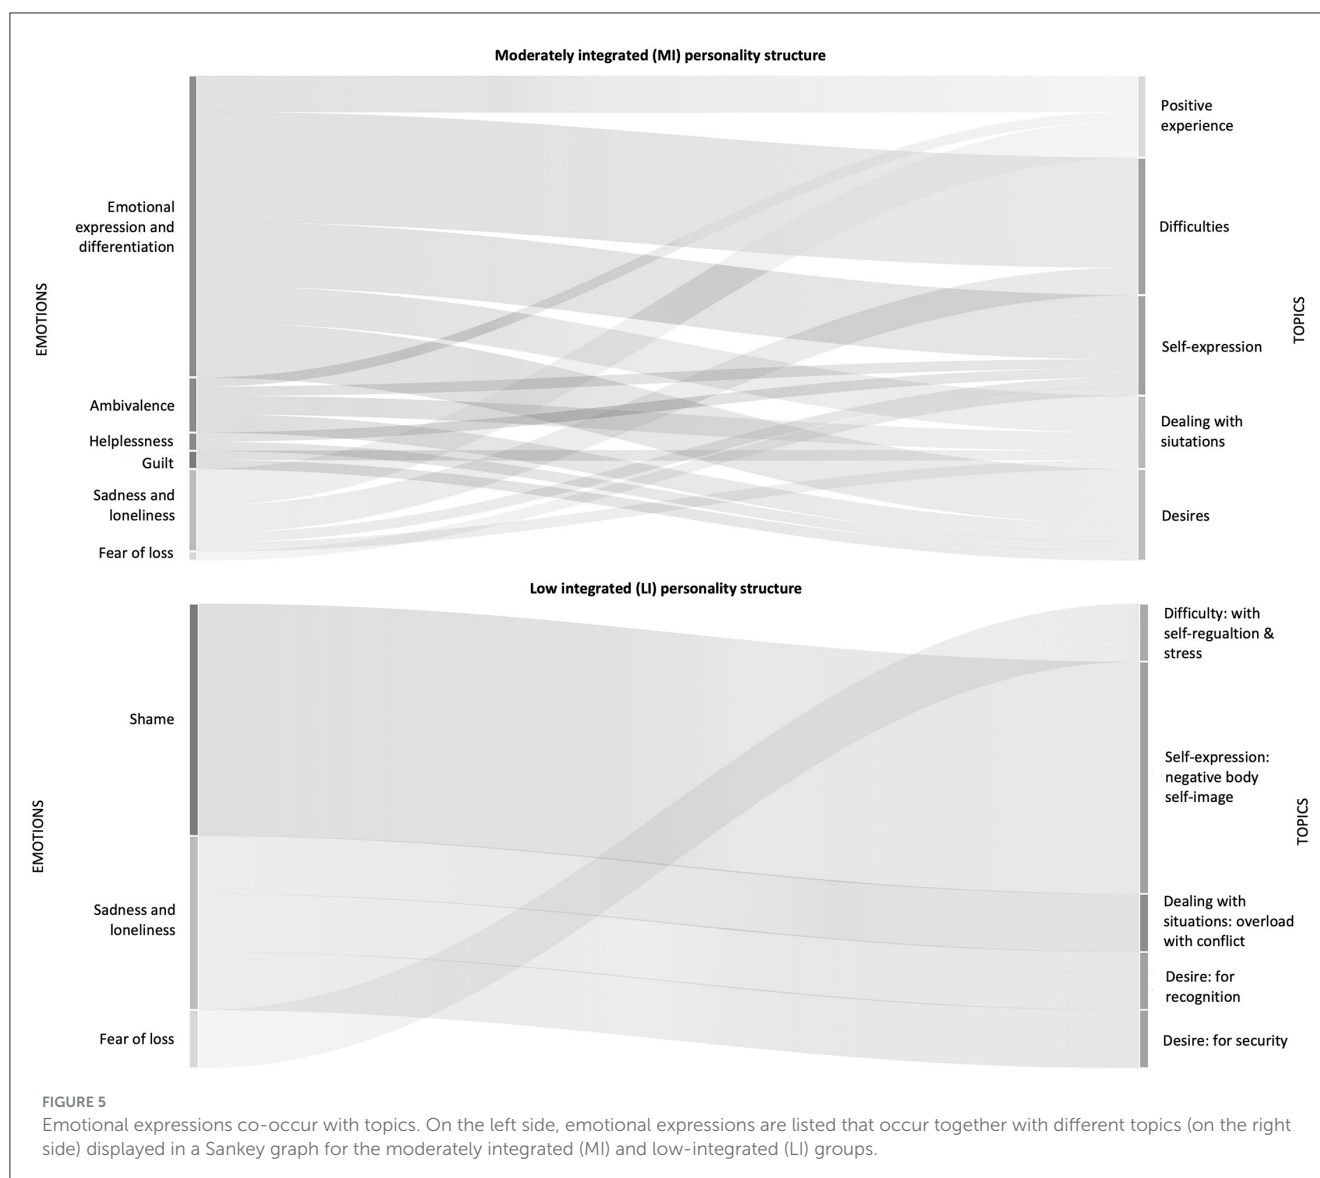 Moderately integrated (MI) personality structure
EMOTIONS
Emotional
expression and
differentiation
Ambivalence
Helplessness
Guilt
Sadness and
loneliness
Fear of loss
Positive
experience
Difficulties
Self-expression
Dealing with
siutations
Desires
TOPICS
Low integrated (LI) personality structure
EMOTIONS
Shame
Sadness and
loneliness
Fear of loss
Difficulty: with
self-regualtion &
stress
Self-expression:
negative body
self-image
Dealing with
situations: overload
with conflict
Desire: for
recognition
Desire: for security
TOPICS
FIGURE 5
Emotional expressions co-occur with topics. On the left side, emotional expressions are listed that occur together with different topics (on the right
side) displayed in a Sankey graph for the moderately integrated (MI) and low-integrated (LI) groups.